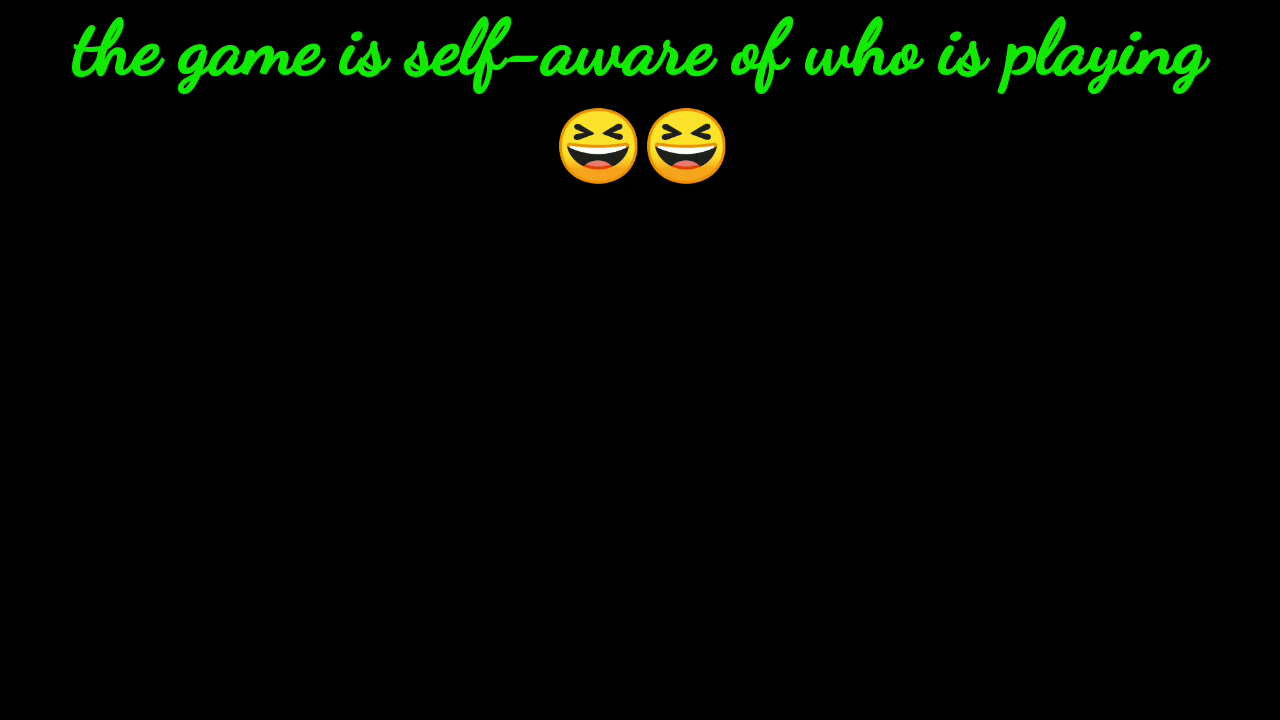 the game is self-aware of who is playing
😆😆